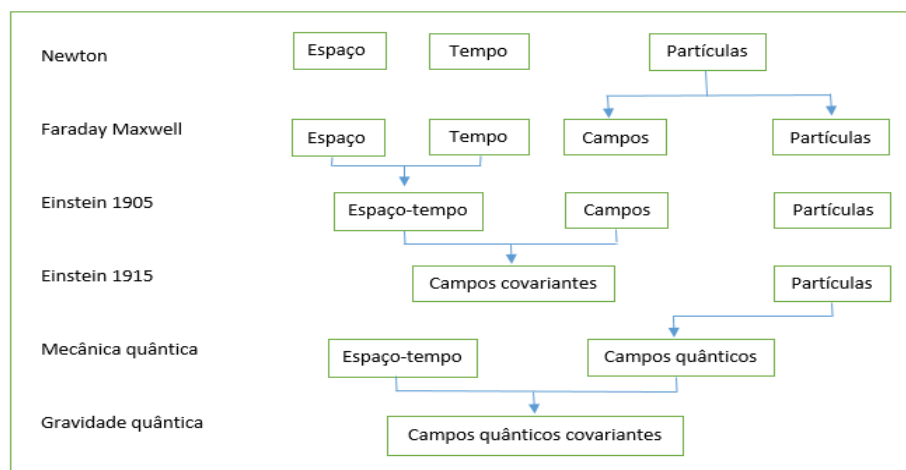 Newton Espaço Tempo Partículas
Faraday Maxwell Espaço Tempo Campos Partículas
Einstein 1905 Espaço-tempo Campos Partículas
Einstein 1915 Campos covariantes Partículas
Mecânica quântica Espaço-tempo Campos quânticos
Gravidade quântica Campos quânticos covariantes